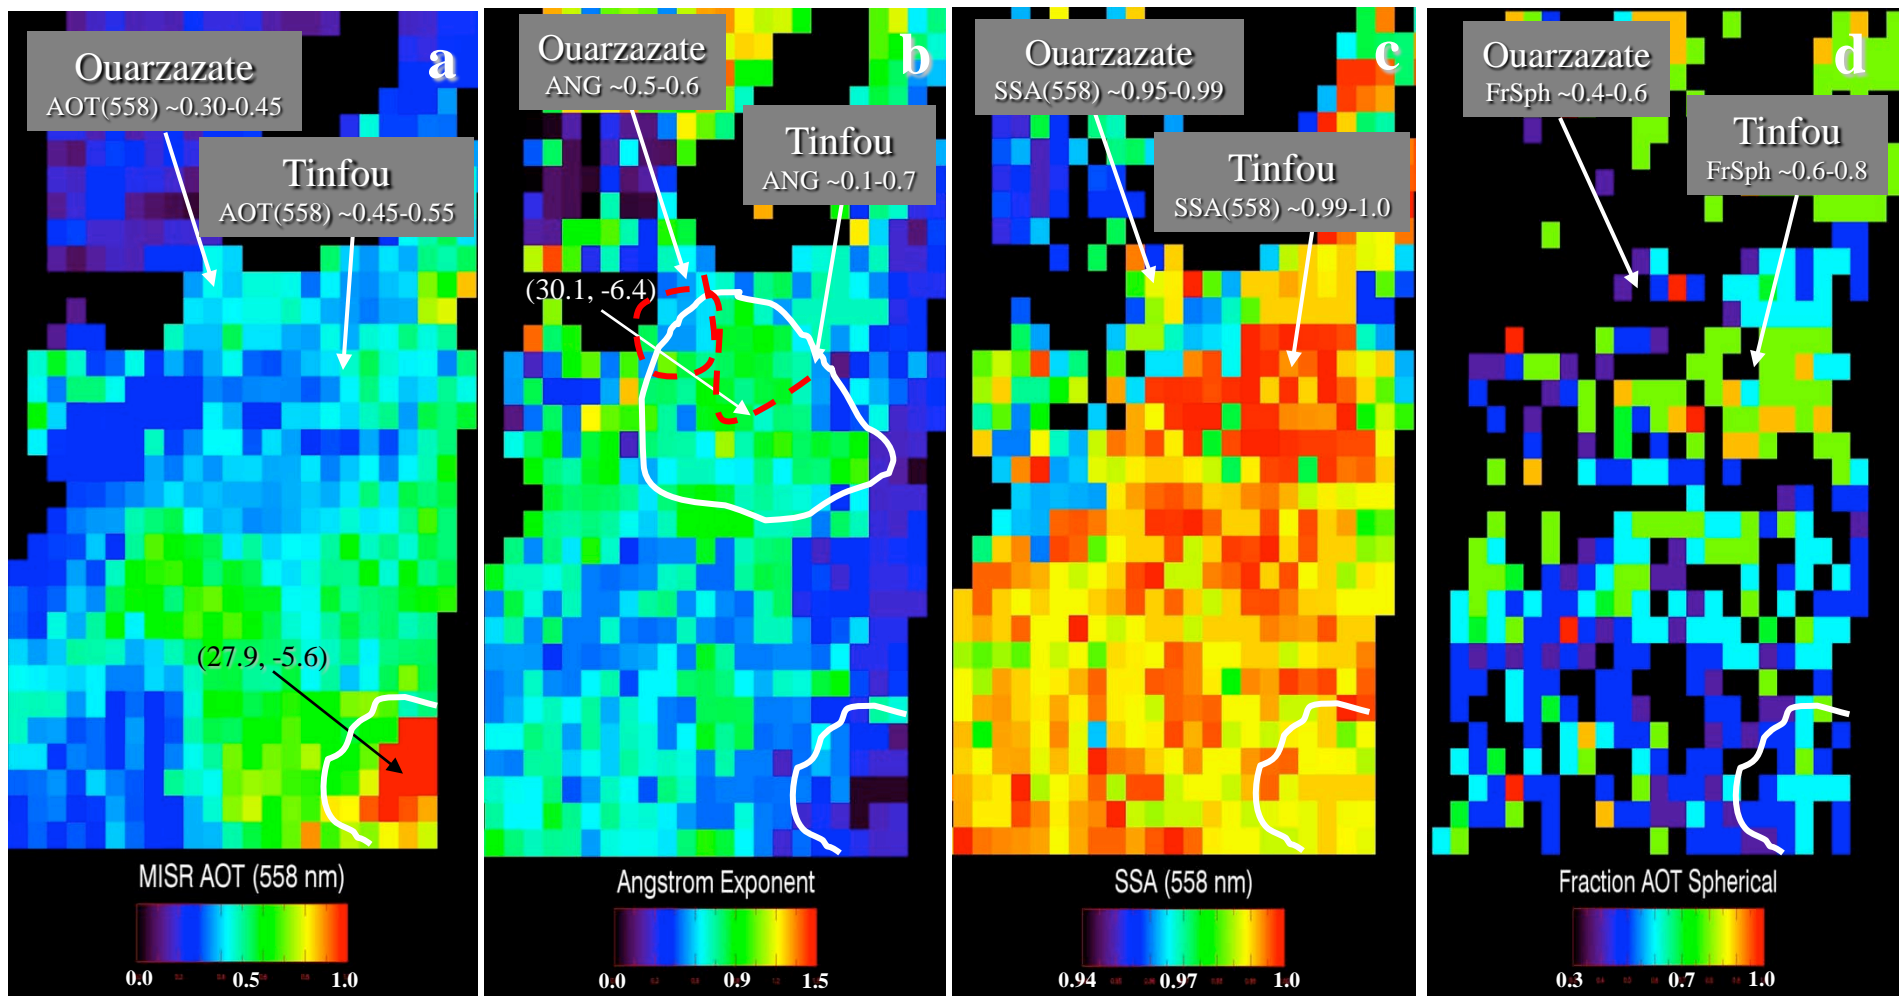 a
Ouarzazate
AOT(558) ~0.30-0.45
Tinfou
AOT(558) ~0.45-0.55
(27.9, -5.6)
MISR AOT (558 nm)
0.0 0.5 1.0
b
Ouarzazate
ANG ~0.5-0.6
Tinfou
ANG ~0.1-0.7
(30.1, -6.4)
Angstrom Exponent
0.0 0.9 1.5
c
Ouarzazate
SSA(558) ~0.95-0.99
Tinfou
SSA(558) ~0.99-1.0
SSA (558 nm)
0.94 0.97 1.0
d
Ouarzazate
FrSph ~0.4-0.6
Tinfou
FrSph ~0.6-0.8
Fraction AOT Spherical
0.3 0.7 1.0